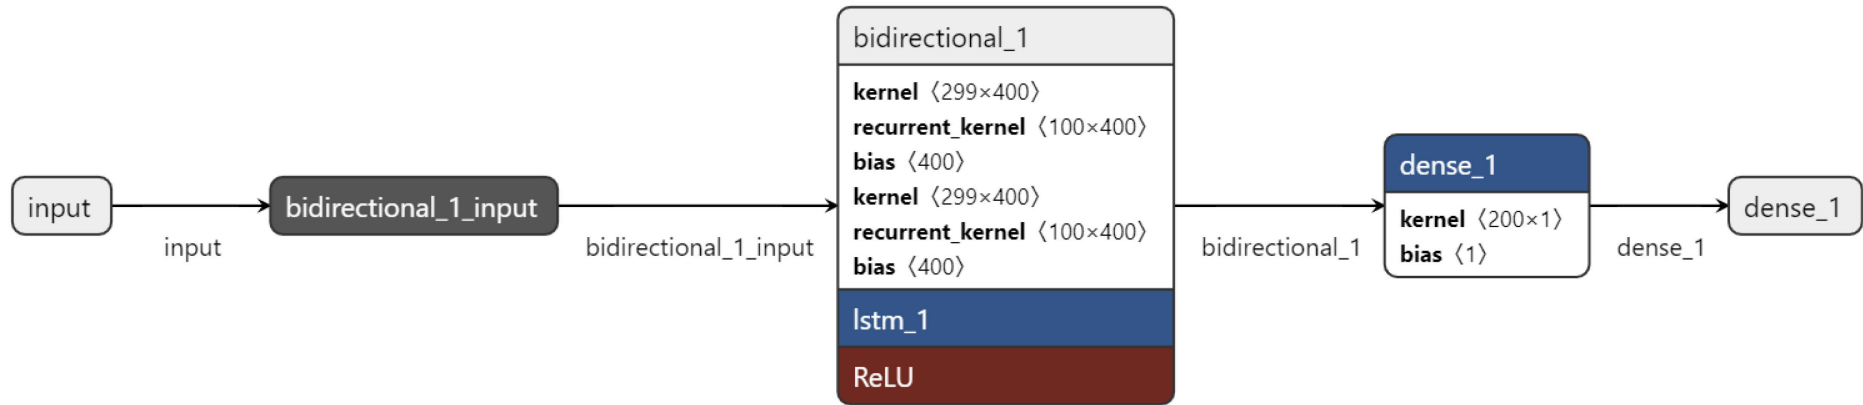 input
input
bidirectional_1_input
bidirectional_1_input
bidirectional_1
kernel 〈299×400〉
recurrent_kernel 〈100×400〉
bias 〈400〉
kernel 〈299×400〉
recurrent_kernel 〈100×400〉
bias 〈400〉
lstm_1
ReLU
bidirectional_1
dense_1
kernel 〈200×1〉
bias 〈1〉
dense_1
dense_1